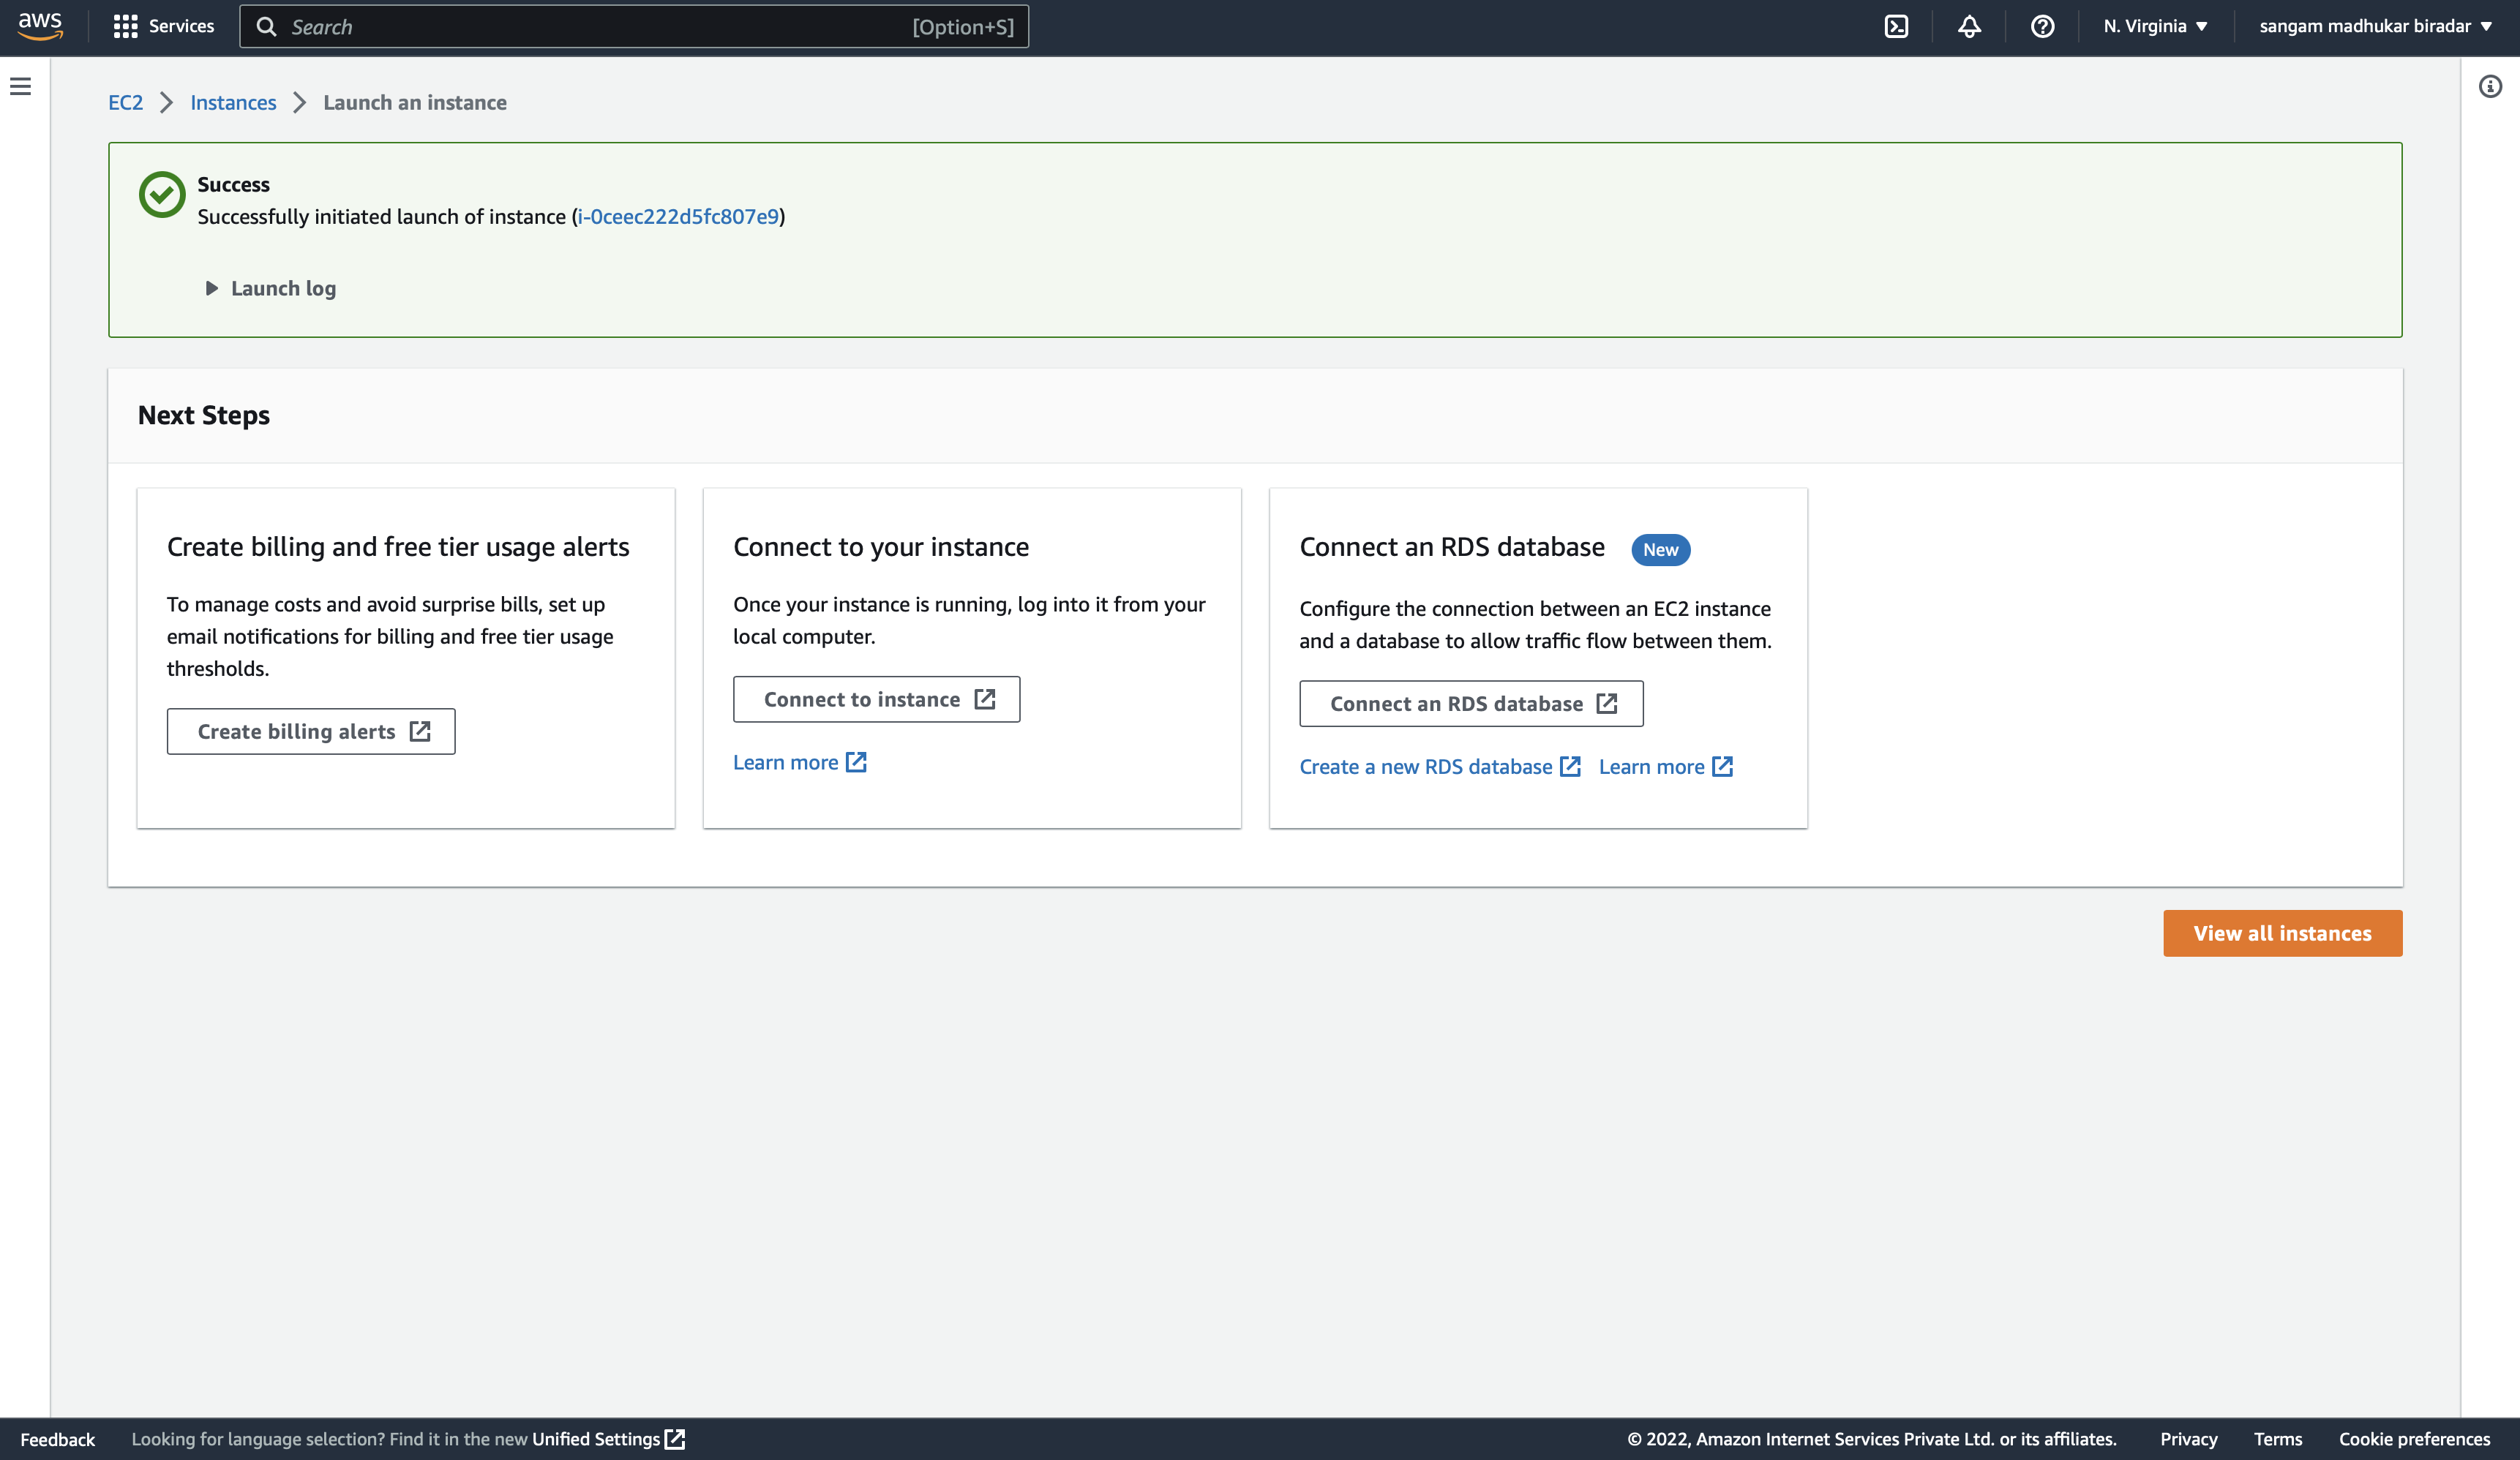 aws
Services
Search
[Option+S]
N. Virginia
sangam madhukar biradar
EC2
Instances
Launch an instance
Success
Successfully initiated launch of instance (i-0ceec222d5fc807e9)
Launch log
Next Steps
Create billing and free tier usage alerts
To manage costs and avoid surprise bills, set up
email notifications for billing and free tier usage
thresholds.
Create billing alerts
Connect to your instance
Once your instance is running, log into it from your
local computer.
Connect to instance
Learn more
Connect an RDS database
New
Configure the connection between an EC2 instance
and a database to allow traffic flow between them.
Connect an RDS database
Create a new RDS database
Learn more
View all instances
Feedback
Looking for language selection? Find it in the new Unified Settings
© 2022, Amazon Internet Services Private Ltd. or its affiliates.
Privacy
Terms
Cookie preferences